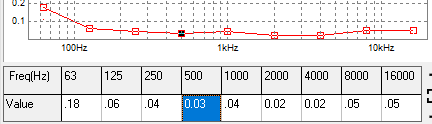 0.2
0.1
100Hz 1kHz 10kHz
Freq(Hz) 63 125 250 500 1000 2000 4000 8000 16000
Value .18 .06 .04 0.03 .04 .02 .02 .05 .05